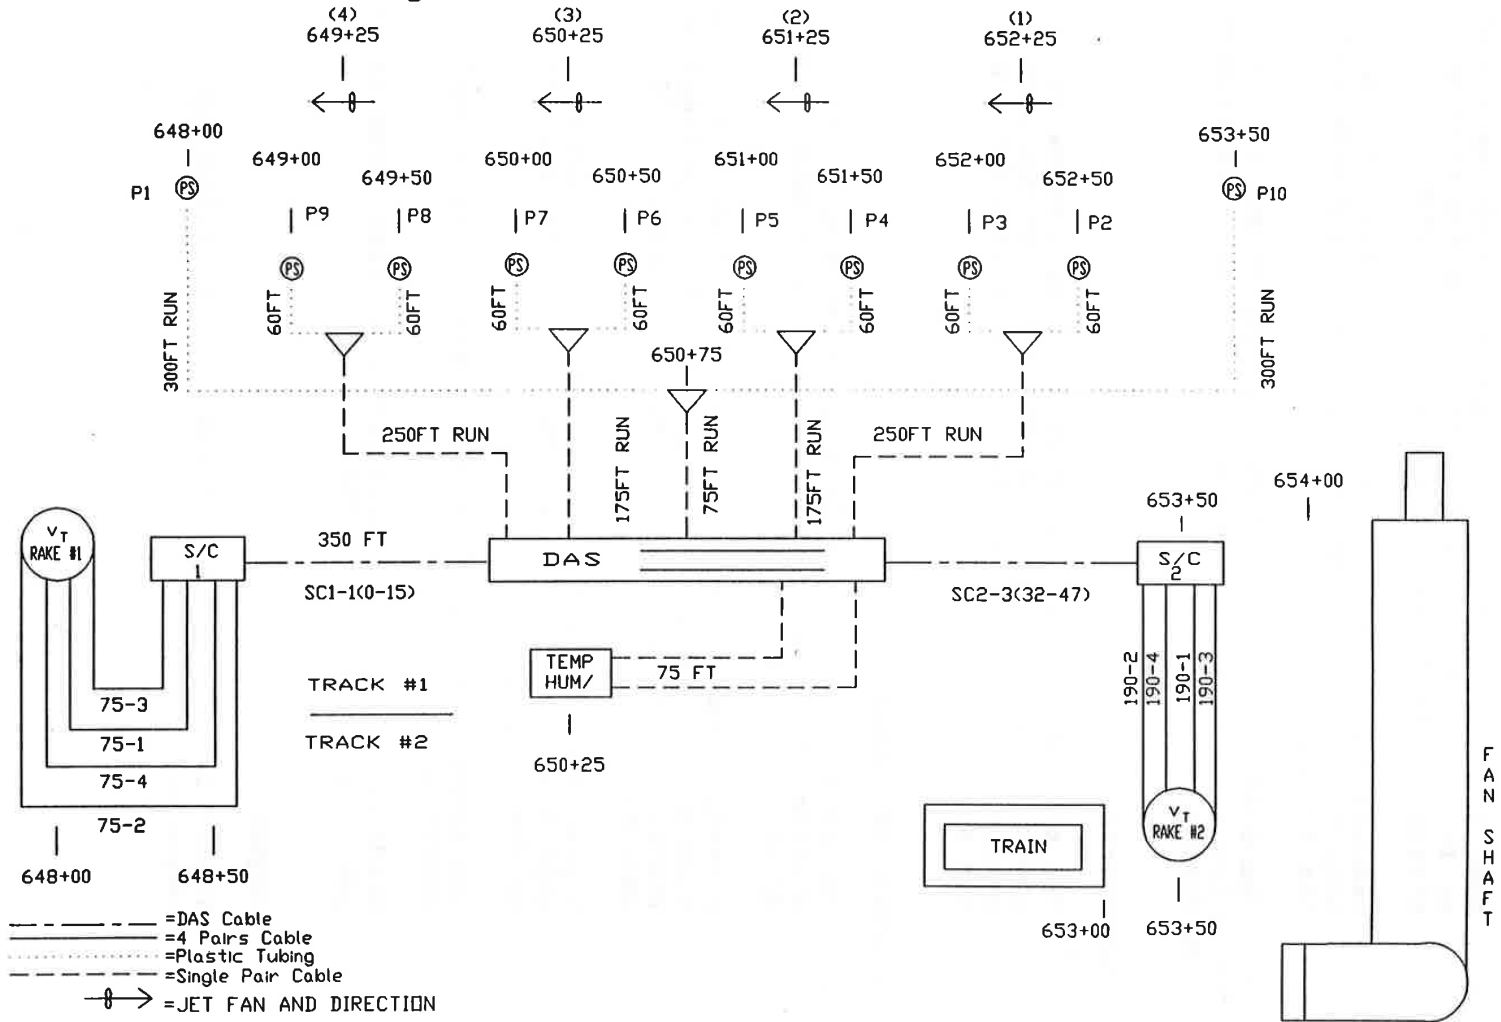 (4) (3) (2) (1)
649+25 650+25 651+25 652+25
648+00 653+50
649+00 650+00 651+00 652+00
649+50 650+50 651+50 652+50
P1 PS PS P10
P9 P8 P7 P6 P5 P4 P3 P2
PS PS PS PS PS PS PS PS
60FT 60FT 60FT 60FT 60FT 60FT 60FT 60FT
300FT RUN 300FT RUN
650+75
250FT RUN 175FT RUN 75FT RUN 175FT RUN 250FT RUN
654+00
653+50
VT
RAKE #1
S/C
1
350 FT
DAS
S/C
2
SC1-1(0-15) SC2-3(32-47)
TEMP
HUM/
75 FT
190-2 190-4 190-1 190-3
TRACK #1
TRACK #2
75-3
75-1
75-4
75-2
650+25
VT
RAKE #2
TRAIN
FAN SHAFT
648+00 648+50
653+00 653+50
=DAS Cable
=4 Pairs Cable
=Plastic Tubing
=Single Pair Cable
=JET FAN AND DIRECTION